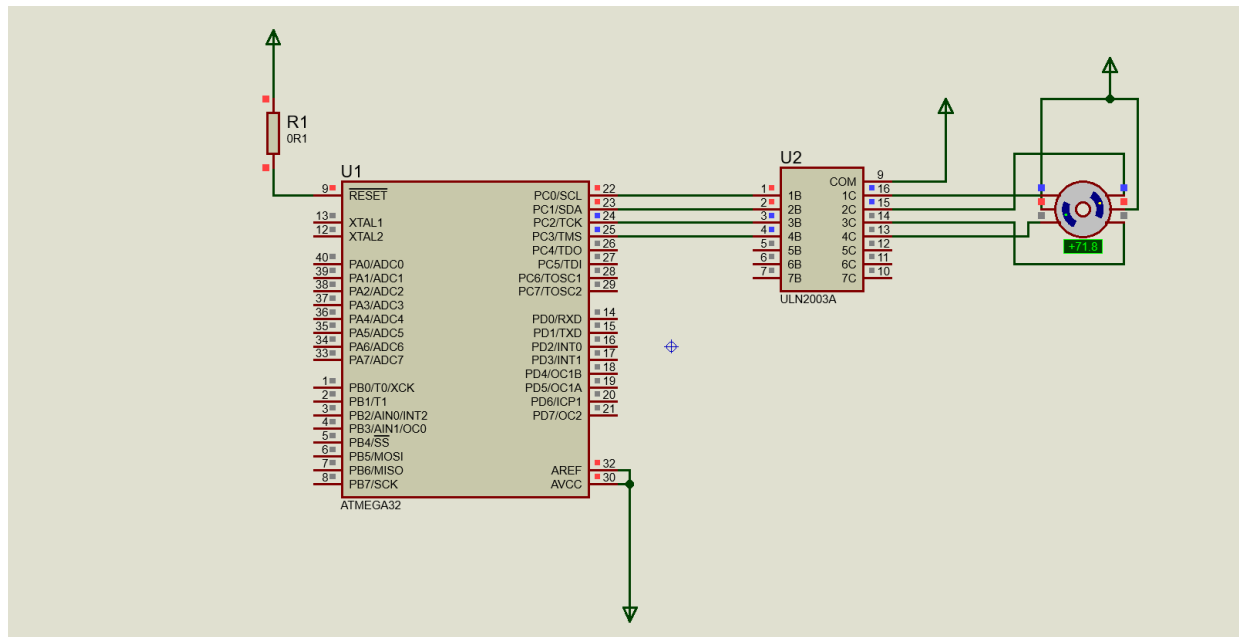 R1
0R1
U1
9 RESET
13 XTAL1
12 XTAL2
40 PA0/ADC0
39 PA1/ADC1
38 PA2/ADC2
37 PA3/ADC3
36 PA4/ADC4
35 PA5/ADC5
34 PA6/ADC6
33 PA7/ADC7
1 PB0/T0/XCK
2 PB1/T1
3 PB2/AIN0/INT2
4 PB3/AIN1/OC0
5 PB4/SS
6 PB5/MOSI
7 PB6/MISO
8 PB7/SCK
PC0/SCL 22
PC1/SDA 23
PC2/TCK 24
PC3/TMS 25
PC4/TDO 26
PC5/TDI 27
PC6/TOSC1 28
PC7/TOSC2 29
PD0/RXD 14
PD1/TXD 15
PD2/INT0 16
PD3/INT1 17
PD4/OC1B 18
PD5/OC1A 19
PD6/ICP1 20
PD7/OC2 21
AREF 32
AVCC 30
ATMEGA32
U2
1 1B
2 2B
3 3B
4 4B
5 5B
6 6B
7 7B
COM 9
1C 16
2C 15
3C 14
4C 13
5C 12
6C 11
7C 10
ULN2003A
+71.8